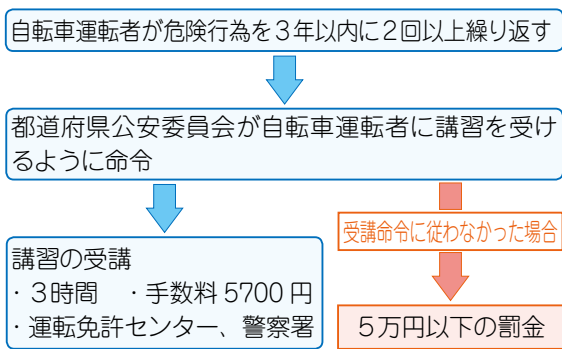 自転車運転者が危険行為を３年以内に２回以上繰り返す
都道府県公安委員会が自転車運転者に講習を受け
るように命令
受講命令に従わなかった場合
講習の受講
・３時間　・手数料 5700 円
・運転免許センター、警察署
５万円以下の罰金